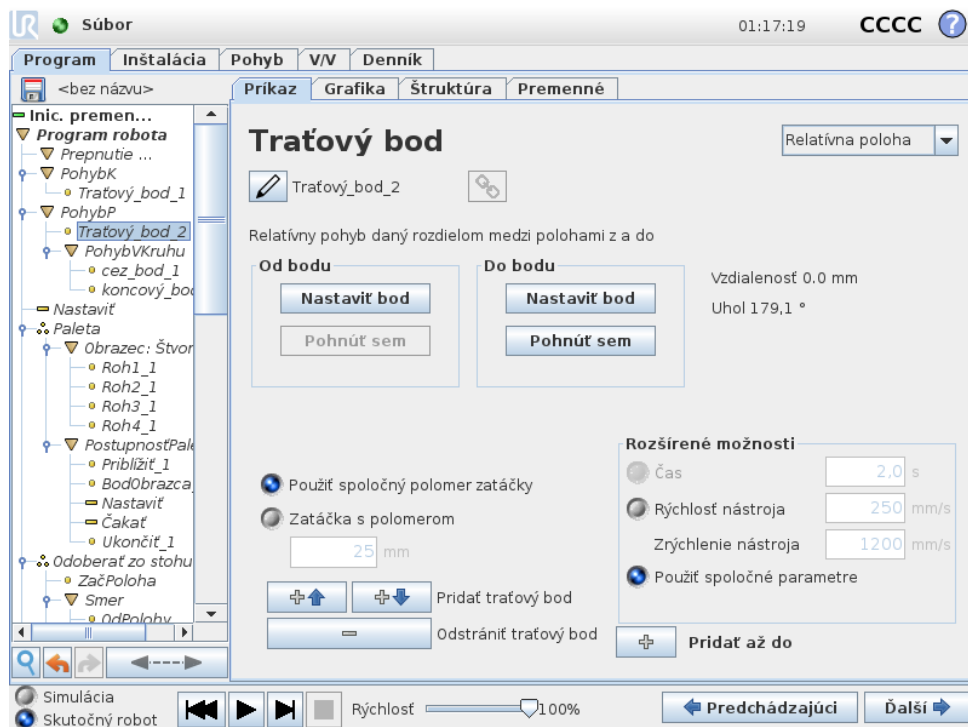 UR Súbor 01:17:19 CCCC ?
Program Inštalácia Pohyb V/V Denník
<bez názvu>
Príkaz Grafika Štruktúra Premenné
Inic. premen...
Program robota
Prepnutie ...
PohybK
Traťový_bod_1
PohybP
Traťový_bod_2
PohybVKruhu
cez_bod_1
koncový_bo
Nastaviť
Paleta
Obrazec: Štvor
Roh1_1
Roh2_1
Roh3_1
Roh4_1
PostupnosťPale
Priblížiť_1
BodObrazca_
Nastaviť
Čakať
Ukončiť_1
Odoberať zo stohu
ZačPoloha
Smer
OdPolohy
Traťový bod
Relatívna poloha
Traťový_bod_2
Relatívny pohyb daný rozdielom medzi polohami z a do
Od bodu
Nastaviť bod
Pohnúť sem
Do bodu
Nastaviť bod
Pohnúť sem
Vzdialenosť 0.0 mm
Uhol 179,1 °
Použiť spoločný polomer zatáčky
Zatáčka s polomerom
25 mm
Pridať traťový bod
Odstrániť traťový bod
Rozšírené možnosti
Čas 2,0 s
Rýchlosť nástroja 250 mm/s
Zrýchlenie nástroja 1200 mm/s
Použiť spoločné parametre
Pridať až do
Simulácia
Skutočný robot
Rýchlosť 100%
Predchádzajúci
Ďalší